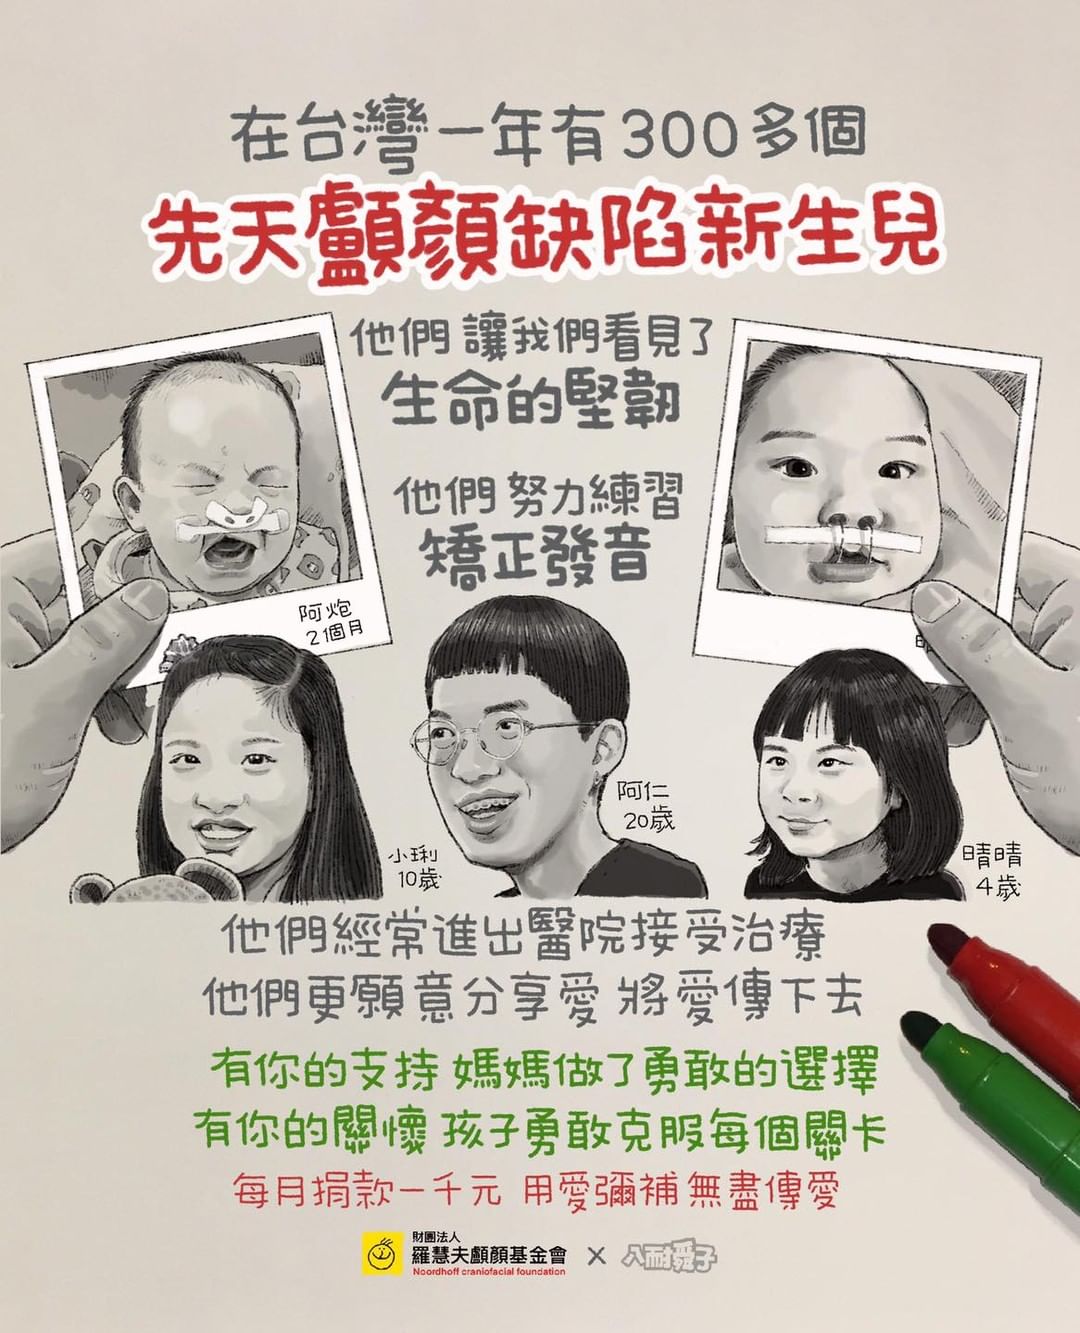 在台灣一年有300多個
先天顱顏缺陷新生兒
他們 讓我們看見了
生命的堅韌
他們 努力練習
矯正發音
阿炮
2個月
小琍
10歲
阿仁
20歲
晴晴
4歲
他們經常進出醫院接受治療
他們更願意分享愛 將愛傳下去
有你的支持 媽媽做了勇敢的選擇
有你的關懷 孩子勇敢克服每個關卡
每月捐款一千元 用愛彌補 無盡傳愛
財團法人
羅慧夫顱顏基金會
Noordhoff craniofacial foundation
×
八耐舜子